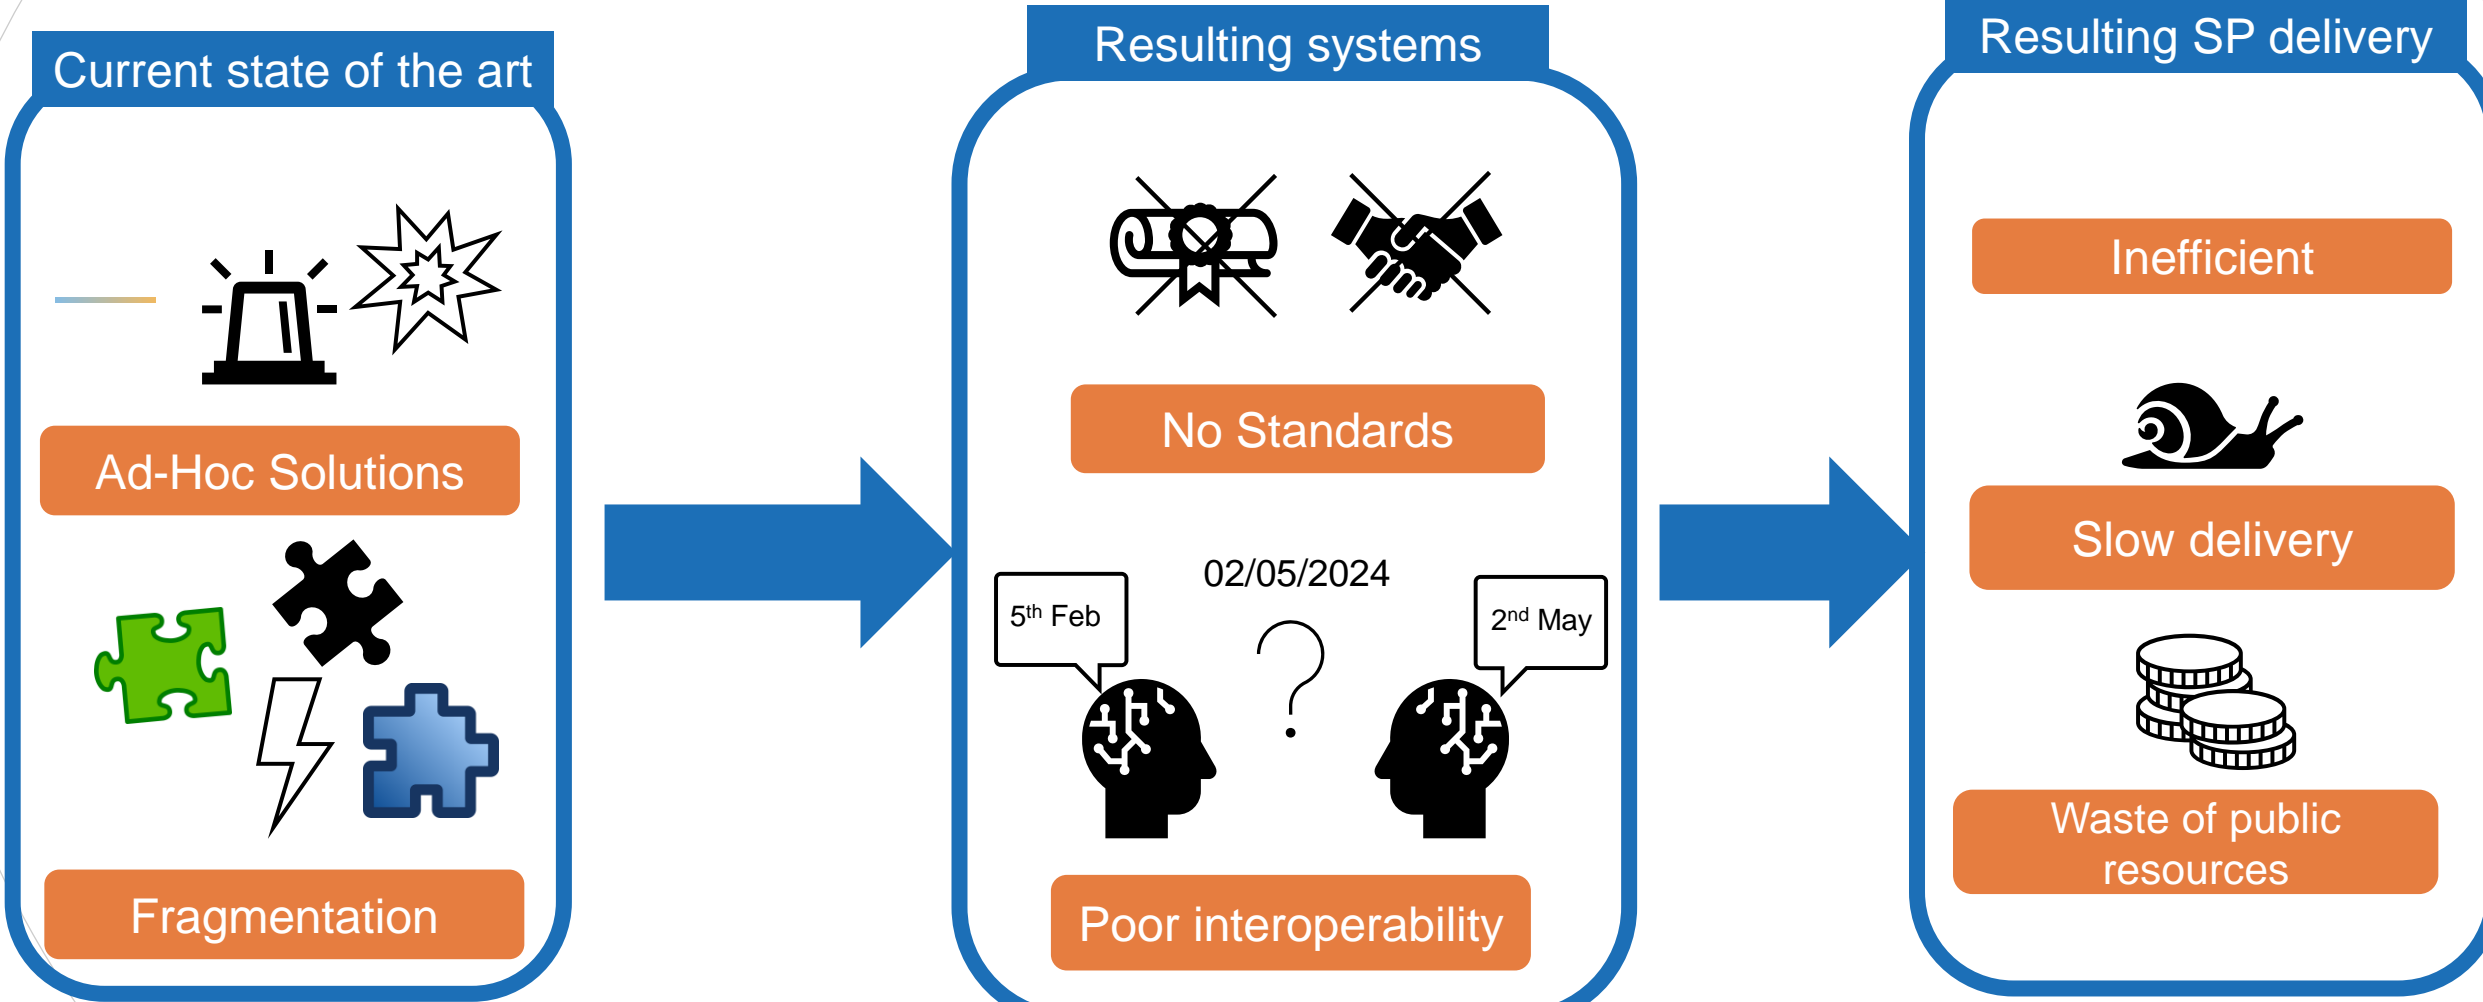 Current state of the art
Ad-Hoc Solutions
Fragmentation
Resulting systems
No Standards
02/05/2024
5th Feb
2nd May
Poor interoperability
Resulting SP delivery
Inefficient
Slow delivery
Waste of public
resources